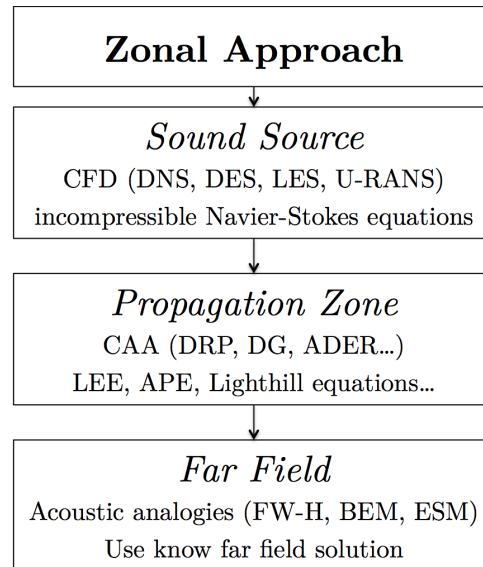 Zonal Approach
Sound Source
CFD (DNS, DES, LES, U-RANS)
incompressible Navier-Stokes equations
Propagation Zone
CAA (DRP, DG, ADER...)
LEE, APE, Lighthill equations...
Far Field
Acoustic analogies (FW-H, BEM, ESM)
Use know far field solution